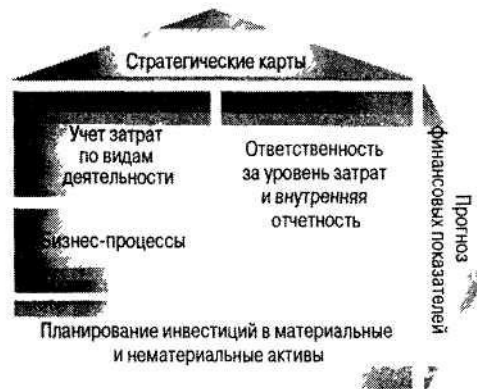 Стратегические карты
Учет затрат
по видам
деятельности
Ответственность
за уровень затрат
и внутренняя
отчетность
Бизнес-процессы
Прогноз
финансовых показателей
Планирование инвестиций в материальные
и нематериальные активы